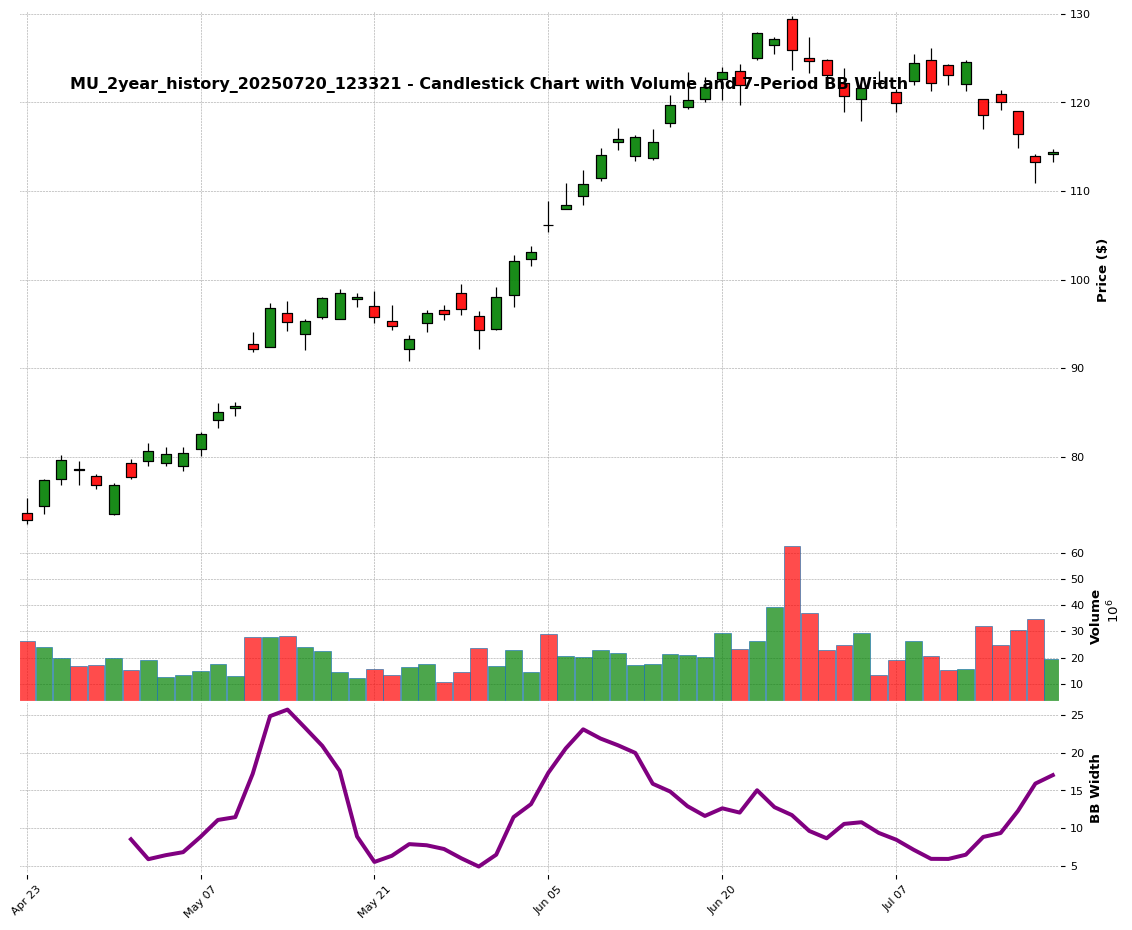 MU_2year_history_20250720_123321 - Candlestick Chart with Volume and 7-Period BB Width
130
120
110
100
90
80
Price ($)
60
50
40
30
20
10
Volume
10^6
25
20
15
10
5
BB Width
Apr 23
May 07
May 21
Jun 05
Jun 20
Jul 07